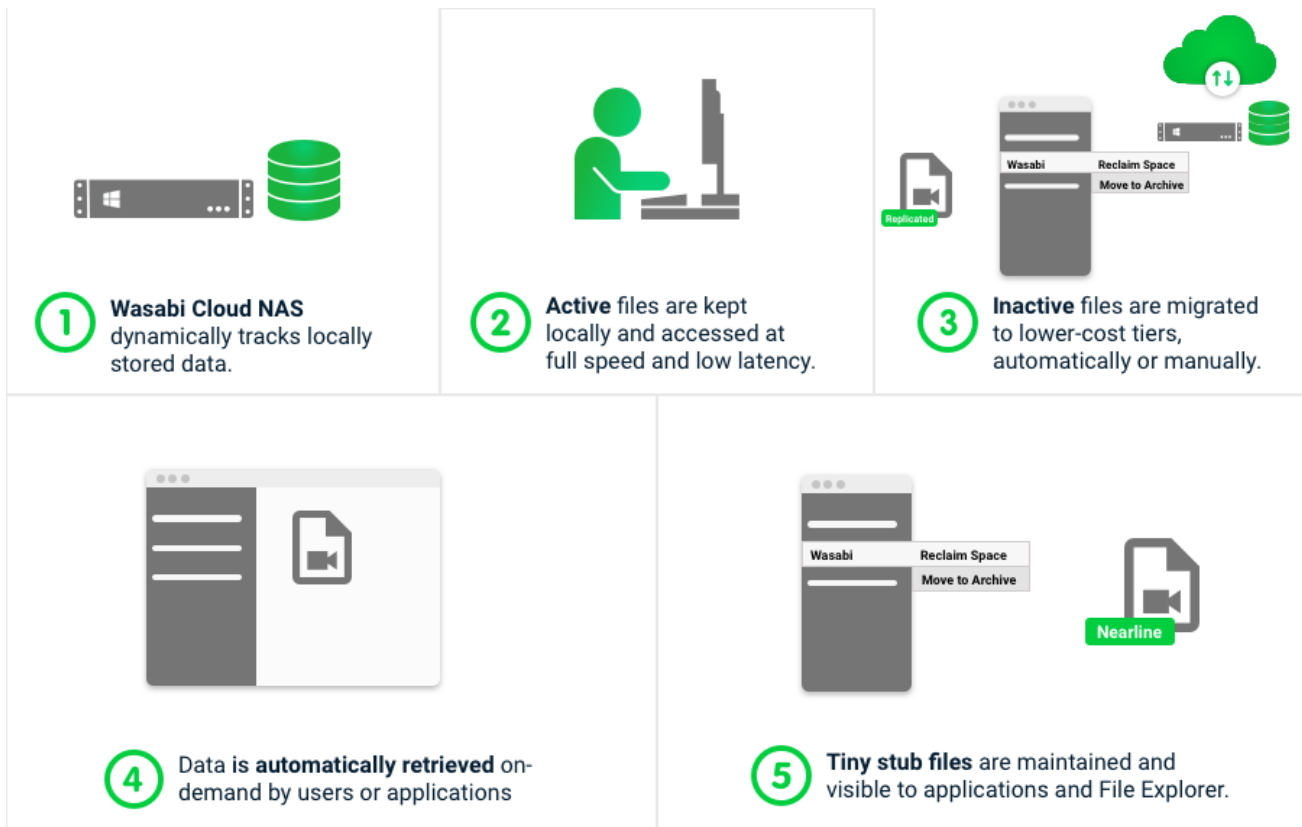 Wasabi
Reclaim Space
Move to Archive
Replicated
1
Wasabi Cloud NAS
dynamically tracks locally
stored data.
2
Active files are kept
locally and accessed at
full speed and low latency.
3
Inactive files are migrated
to lower-cost tiers,
automatically or manually.
Wasabi
Reclaim Space
Move to Archive
Nearline
4
Data is automatically retrieved on-
demand by users or applications
5
Tiny stub files are maintained and
visible to applications and File Explorer.